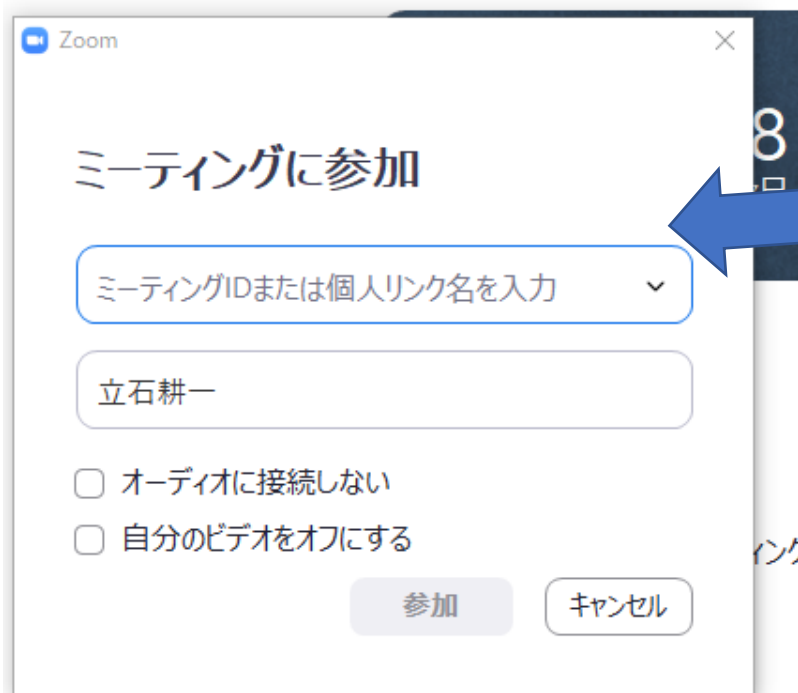 Zoom
8
ミーティングに参加
ミーティングIDまたは個人リンク名を入力
立石耕一
オーディオに接続しない
自分のビデオをオフにする
参加 キャンセル